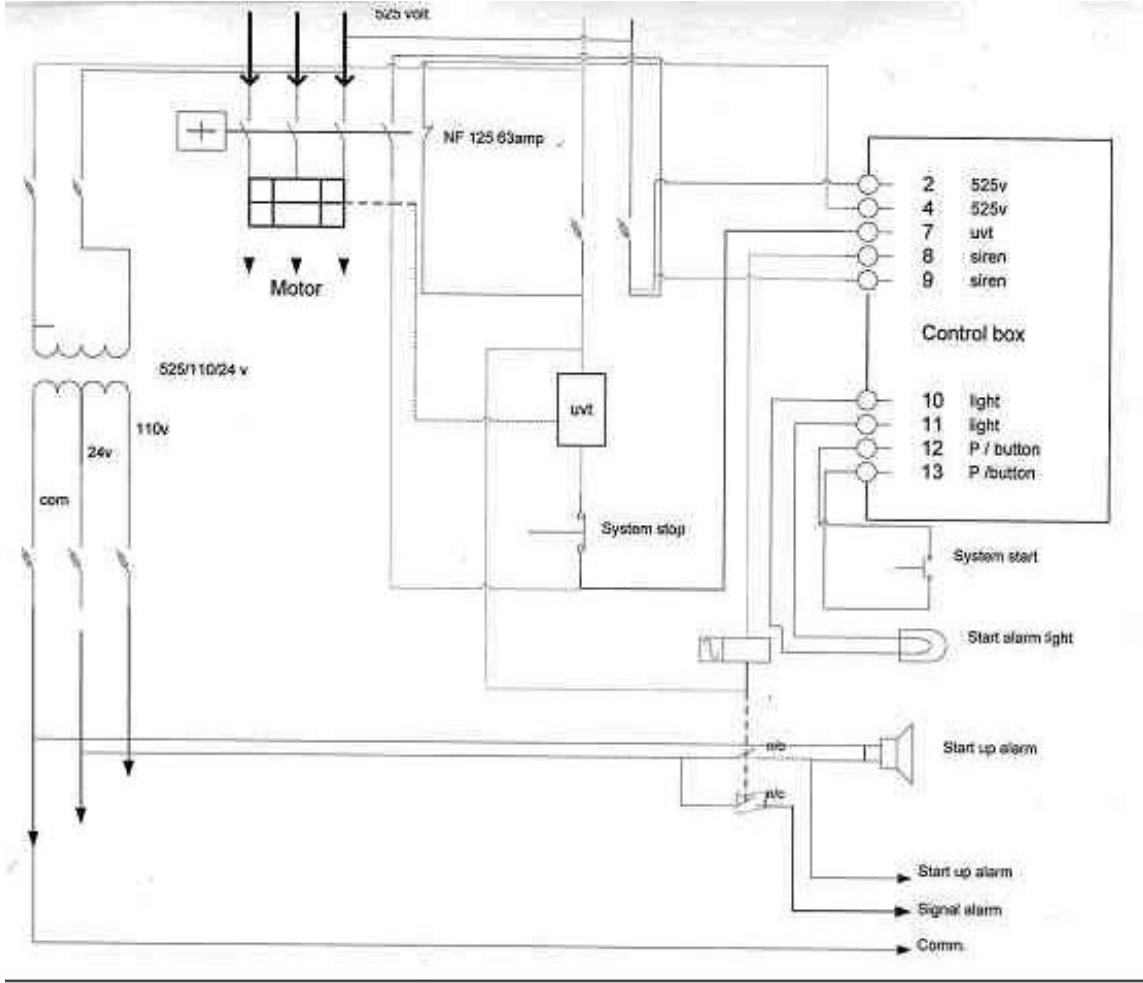 525 volt
NF 125 63amp
2 525v
4 525v
7 uvt
8 siren
9 siren
Control box
10 light
11 light
12 P / button
13 P /button
Motor
525/110/24 v
110v
24v
com
uvt
System stop
System start
Start alarm light
n/o
Start up alarm
n/c
Start up alarm
Signal alarm
Comm.